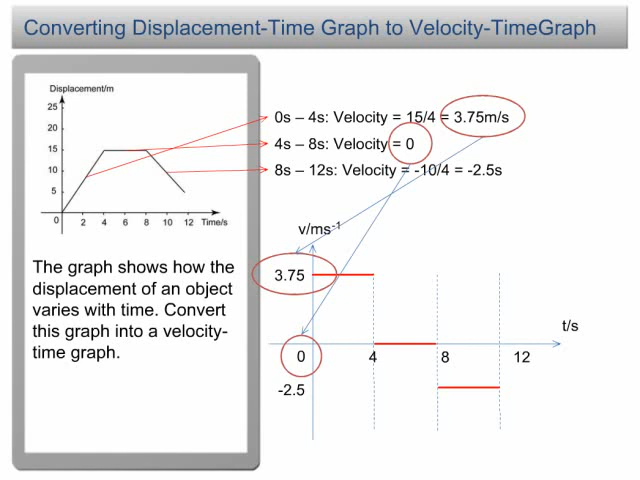 Converting Displacement-Time Graph to Velocity-TimeGraph
Displacement/m
25
20
15
10
5
0 2 4 6 8 10 12 Time/s
The graph shows how the
displacement of an object
varies with time. Convert
this graph into a velocity-
time graph.
0s – 4s: Velocity = 15/4 = 3.75m/s
4s – 8s: Velocity = 0
8s – 12s: Velocity = -10/4 = -2.5s
v/ms-1
3.75
t/s
0 4 8 12
-2.5